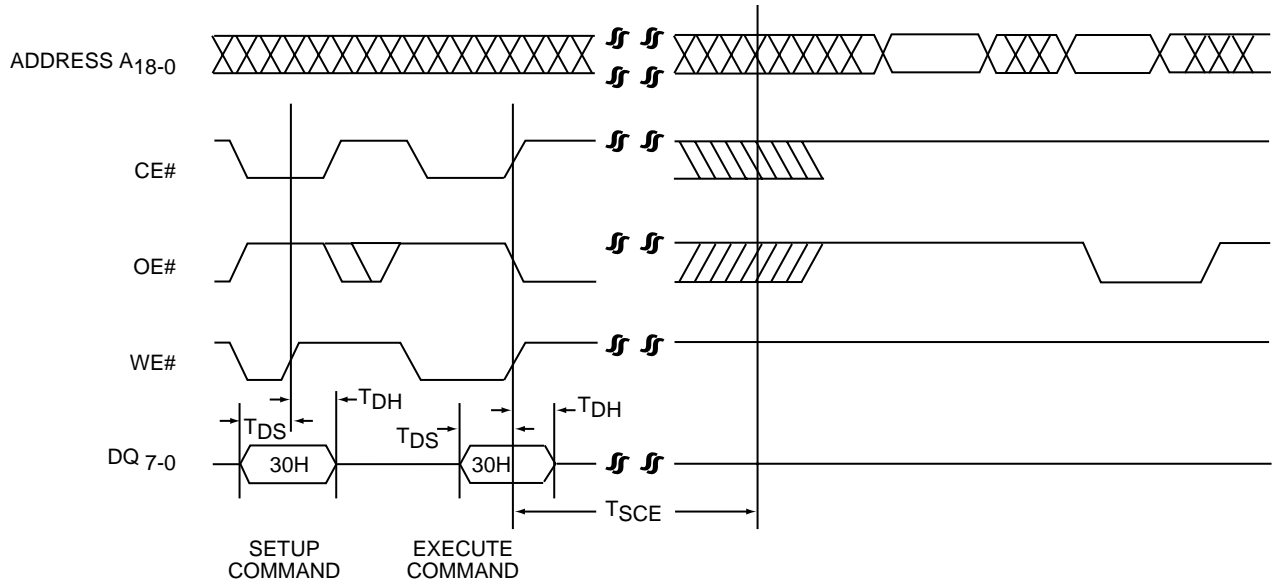 ADDRESS A18-0
CE#
OE#
WE#
TDH
TDS
TDH
TDS
DQ 7-0
30H
30H
TSCE
SETUP
COMMAND
EXECUTE
COMMAND